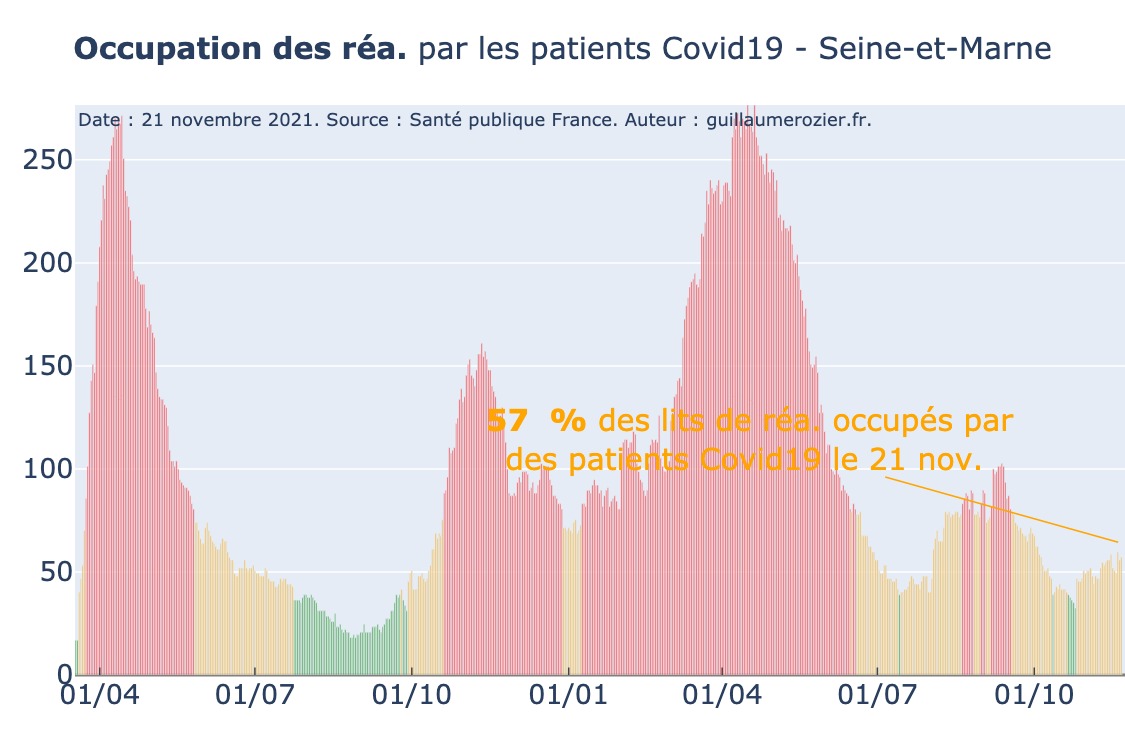 Occupation des réa. par les patients Covid19 - Seine-et-Marne
Date : 21 novembre 2021. Source : Santé publique France. Auteur : guillaumerozier.fr.
250
200
150
57 % des lits de réa. occupés par
des patients Covid19 le 21 nov.
100
50
0
01/04 01/07 01/10 01/01 01/04 01/07 01/10